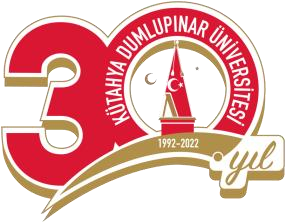 30
KÜTAHYA DUMLUPINAR ÜNİVERSİTESİ
1992-2022
.yıl